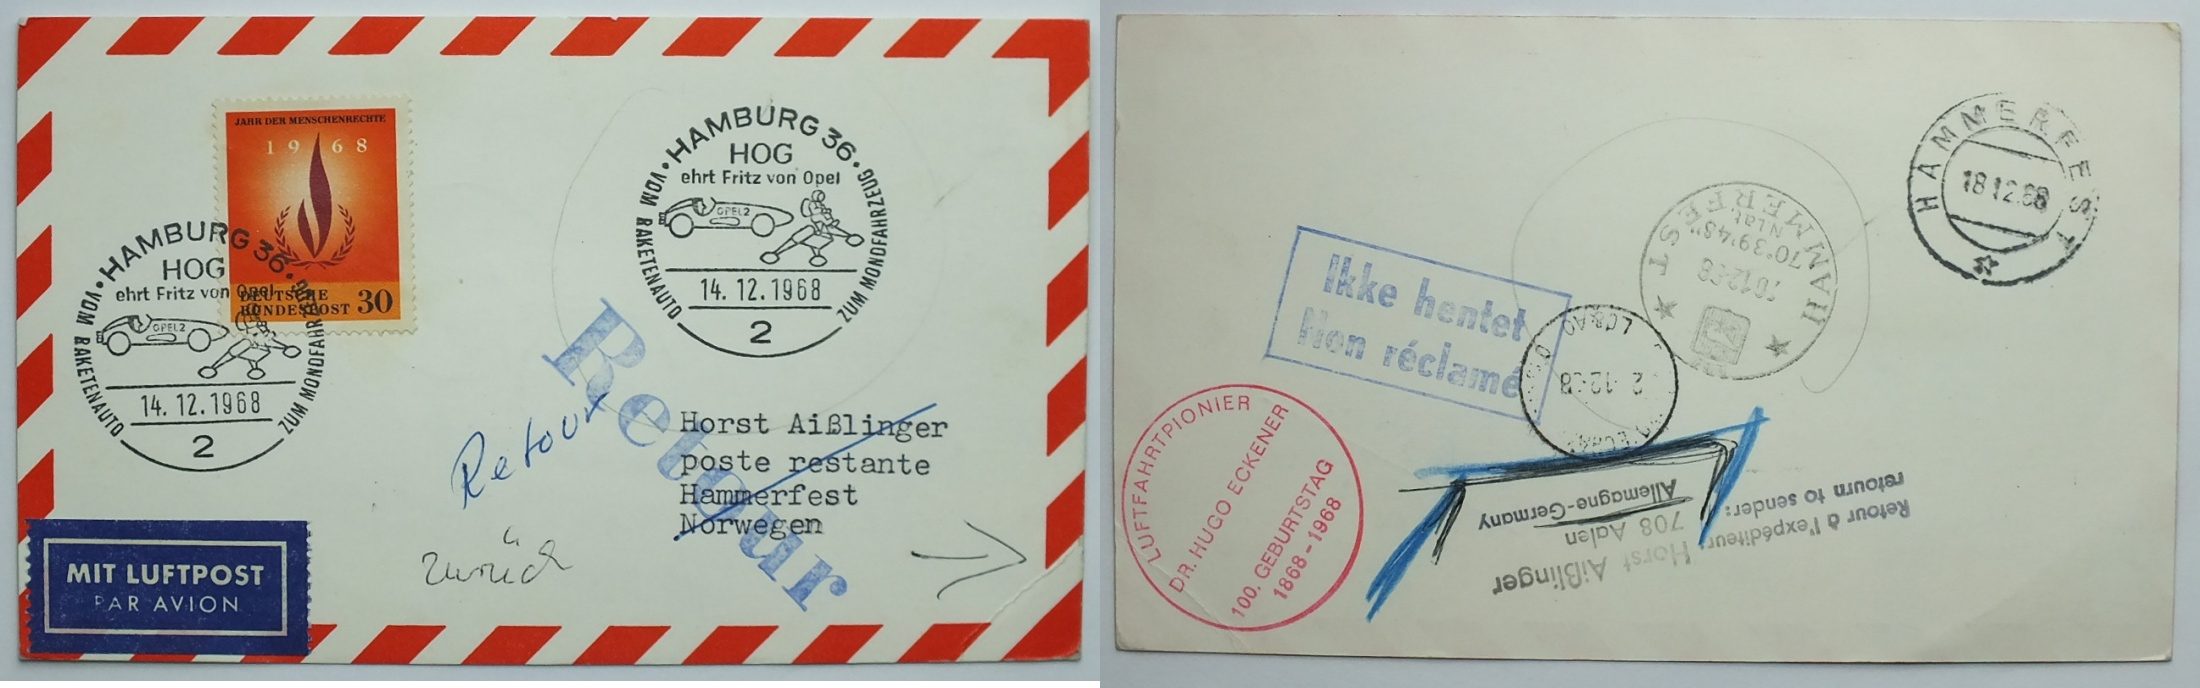 JAHR DER MENSCHENRECHTE
1968
DEUTSCHE
BUNDESPOST 30
HAMBURG 36
HOG
ehrt Fritz von Opel
OPEL 2
14.12.1968
2
VOM RAKETENAUTO
ZUM MONDFAHRZEUG
HAMBURG 36
HOG
ehrt Fritz von Opel
OPEL 2
14.12.1968
2
VOM RAKETENAUTO
ZUM MONDFAHRZEUG
Retour
Retour
zurück
Horst Aißlinger
poste restante
Hammerfest
Norwegen
MIT LUFTPOST
PAR AVION
HAMMERFEST
18 12.68
HAMMERFEST
70°39'48"
N.Lat.
Ikke hentet
Non réclamé
LUFTFAHRTPIONIER
DR. HUGO ECKENER
100. GEBURTSTAG
1868-1968
Retour à l'expéditeur,
retourn to sender:
Horst Aißlinger
708 Aalen
Allemagne-Germany